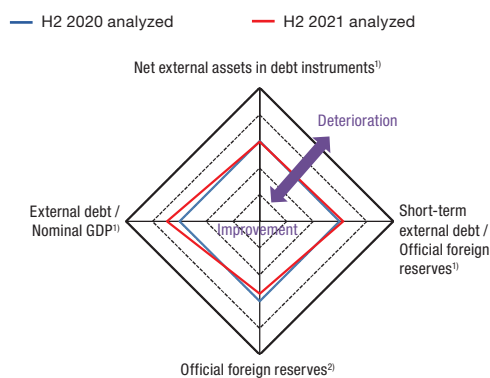 H2 2020 analyzed
H2 2021 analyzed
Net external assets in debt instruments¹⁾
Deterioration
External debt /
Nominal GDP¹⁾
Improvement
Short-term
external debt /
Official foreign
reserves¹⁾
Official foreign reserves²⁾